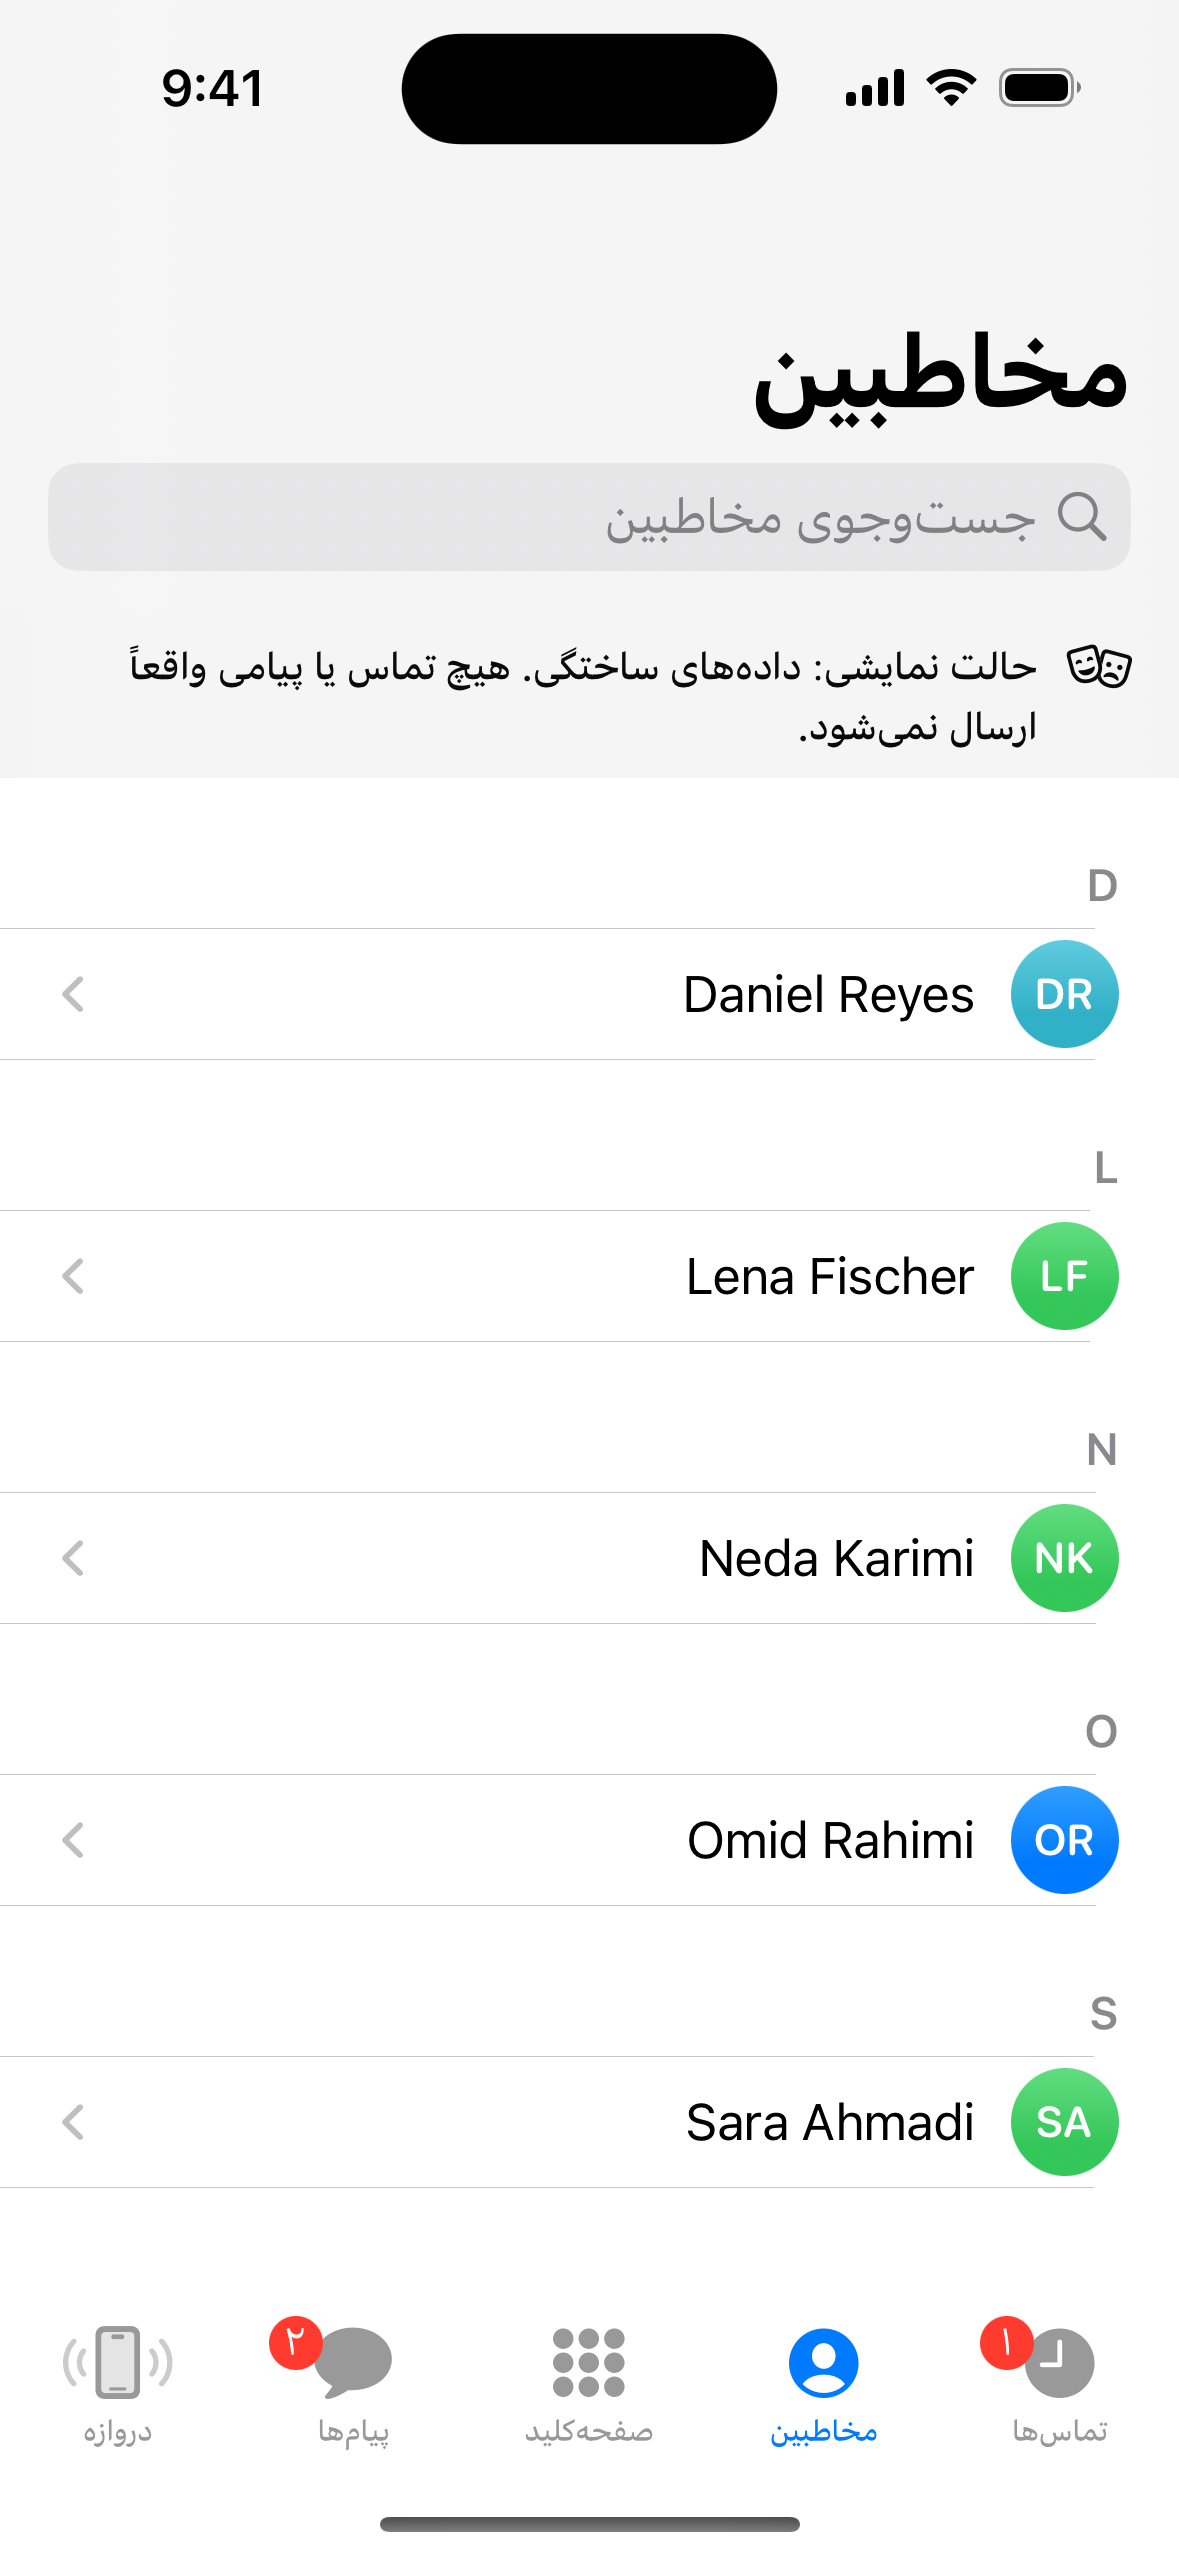 9:41
مخاطبین
جست‌وجوی مخاطبین
حالت نمایشی: داده‌های ساختگی. هیچ تماس یا پیامی واقعاً
ارسال نمی‌شود.
D
DR Daniel Reyes
L
LF Lena Fischer
N
NK Neda Karimi
O
OR Omid Rahimi
S
SA Sara Ahmadi
۱ ۲
تماس‌ها مخاطبین صفحه‌کلید پیام‌ها دروازه